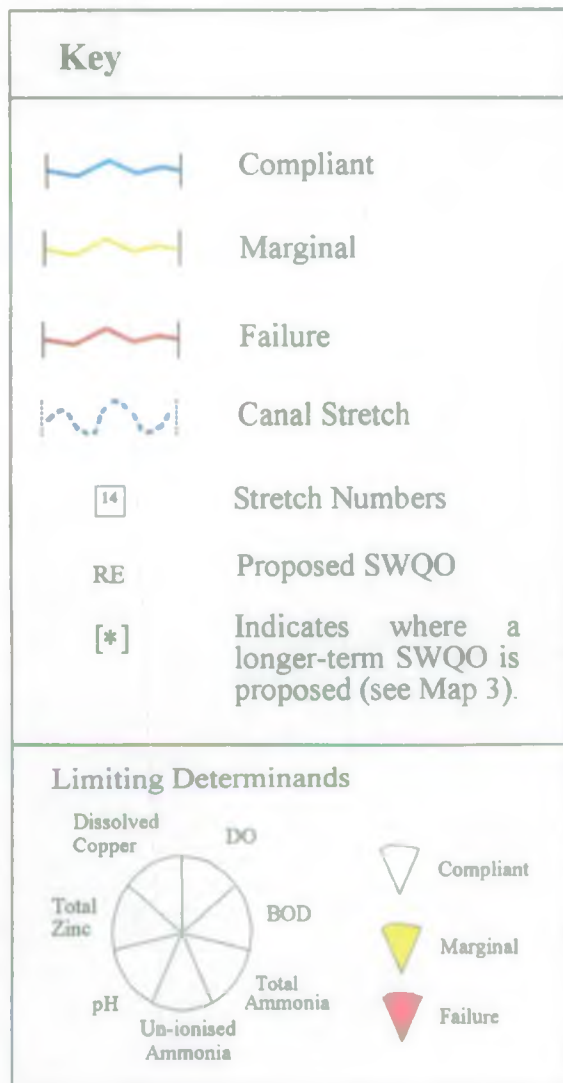 Key
Compliant
Marginal
Failure
Canal Stretch
14
Stretch Numbers
RE
Proposed SWQO
[*]
Indicates where a
longer-term SWQO is
proposed (see Map 3).
Limiting Determinands
Dissolved
Copper
DO
Total
Zinc
BOD
pH
Total
Ammonia
Un-ionised
Ammonia
Compliant
Marginal
Failure